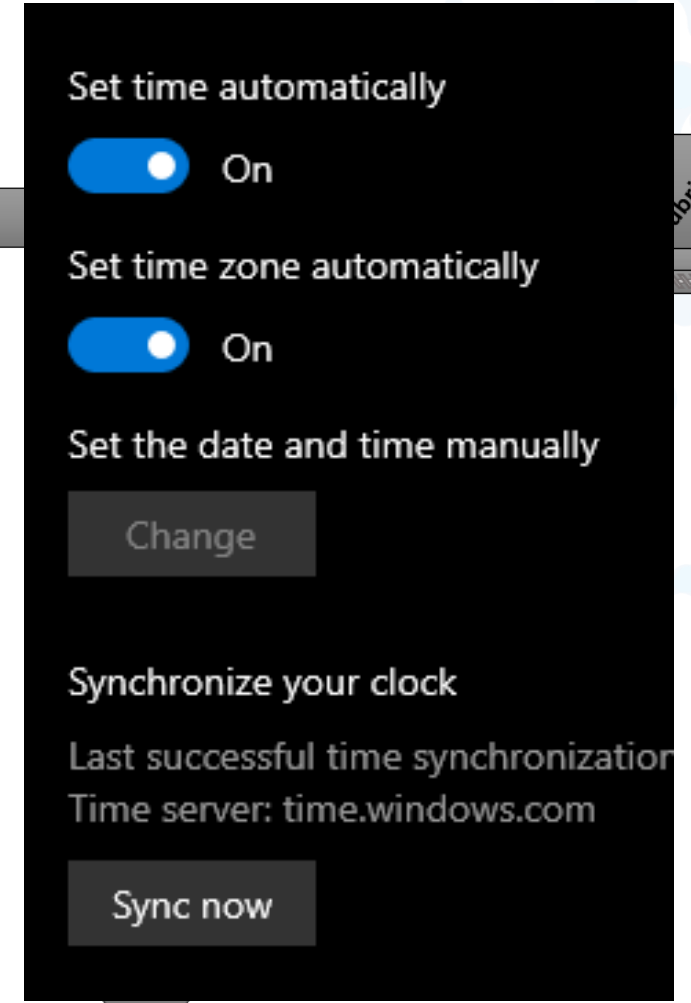 Set time automatically
On
Set time zone automatically
On
Set the date and time manually
Change
Synchronize your clock
Last successful time synchronization
Time server: time.windows.com
Sync now